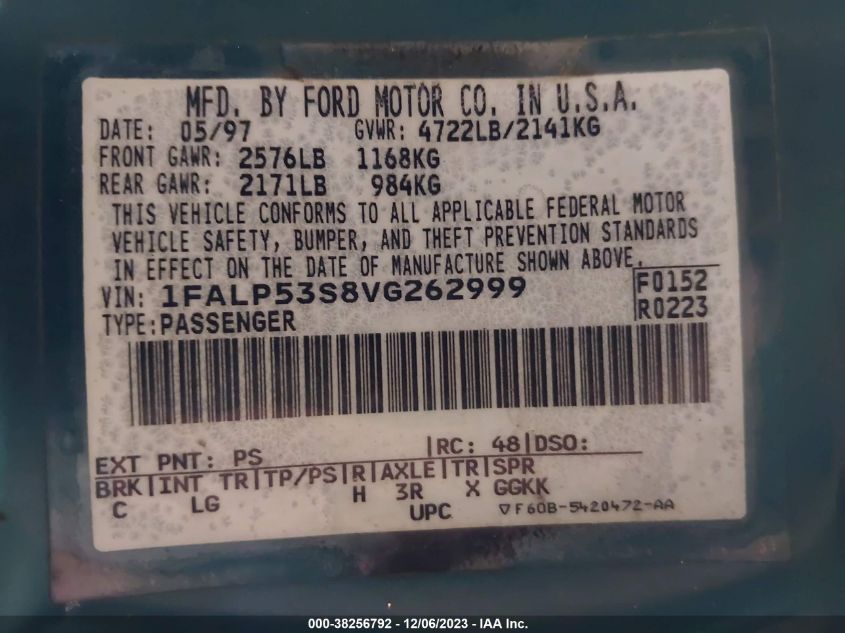 MFD. BY FORD MOTOR CO. IN U.S.A.
DATE: 05/97 GVWR: 4722LB/2141KG
FRONT GAWR: 2576LB 1168KG
REAR GAWR: 2171LB 984KG
THIS VEHICLE CONFORMS TO ALL APPLICABLE FEDERAL MOTOR
VEHICLE SAFETY, BUMPER, AND THEFT PREVENTION STANDARDS
IN EFFECT ON THE DATE OF MANUFACTURE SHOWN ABOVE.
VIN: 1FALP53S8VG262999 F0152
TYPE:PASSENGER R0223
EXT PNT: PS |RC: 48|DSO:
BRK|INT TR|TP/PS|R|AXLE|TR|SPR
C LG H 3R X GGKK
UPC ▽F60B-5420472-AA
000-38256792 - 12/06/2023 - IAA Inc.